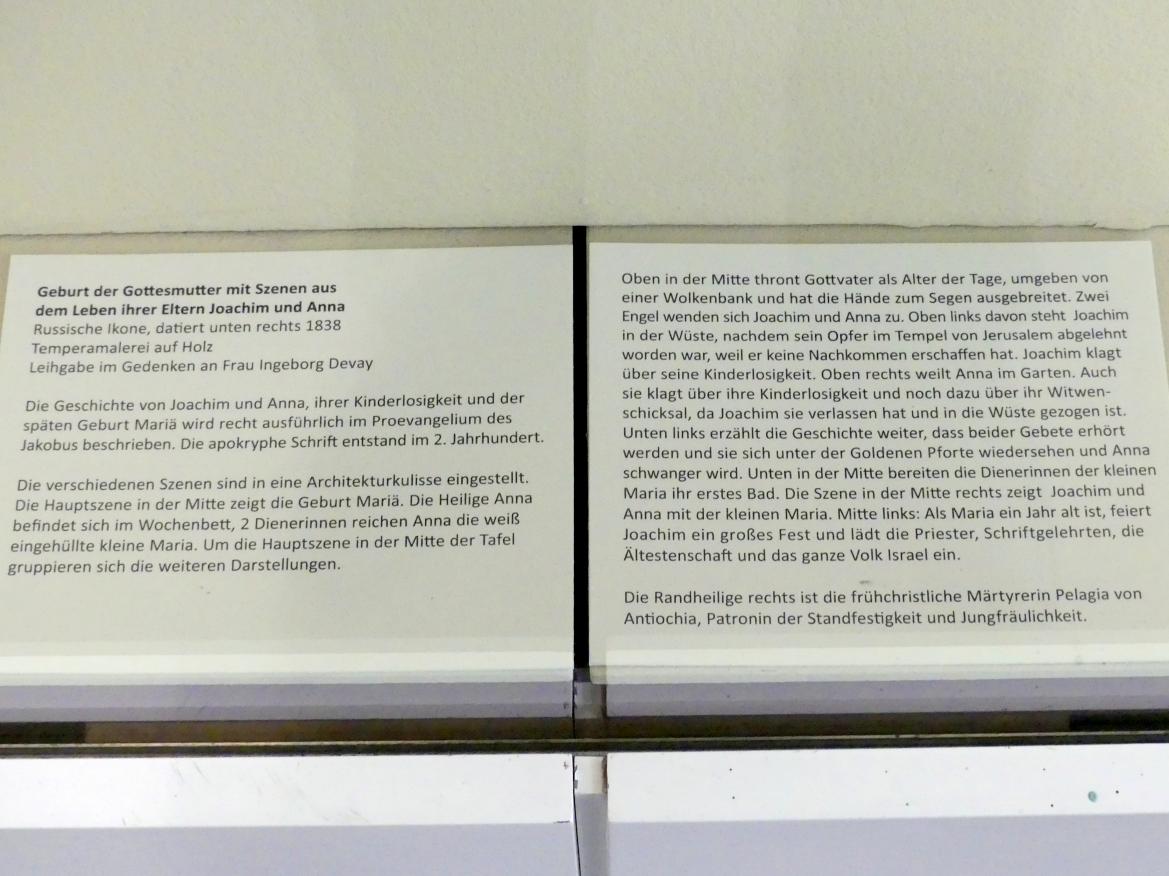 Geburt der Gottesmutter mit Szenen aus
dem Leben ihrer Eltern Joachim und Anna
Russische Ikone, datiert unten rechts 1838
Temperamalerei auf Holz
Leihgabe im Gedenken an Frau Ingeborg Devay
Die Geschichte von Joachim und Anna, ihrer Kinderlosigkeit und der
späten Geburt Mariä wird recht ausführlich im Proevangelium des
Jakobus beschrieben. Die apokryphe Schrift entstand im 2. Jahrhundert.
Die verschiedenen Szenen sind in eine Architekturkulisse eingestellt.
Die Hauptszene in der Mitte zeigt die Geburt Mariä. Die Heilige Anna
befindet sich im Wochenbett, 2 Dienerinnen reichen Anna die weiß
eingehüllte kleine Maria. Um die Hauptszene in der Mitte der Tafel
gruppieren sich die weiteren Darstellungen.
Oben in der Mitte thront Gottvater als Alter der Tage, umgeben von
einer Wolkenbank und hat die Hände zum Segen ausgebreitet. Zwei
Engel wenden sich Joachim und Anna zu. Oben links davon steht Joachim
in der Wüste, nachdem sein Opfer im Tempel von Jerusalem abgelehnt
worden war, weil er keine Nachkommen erschaffen hat. Joachim klagt
über seine Kinderlosigkeit. Oben rechts weilt Anna im Garten. Auch
sie klagt über ihre Kinderlosigkeit und noch dazu über ihr Witwen-
schicksal, da Joachim sie verlassen hat und in die Wüste gezogen ist.
Unten links erzählt die Geschichte weiter, dass beider Gebete erhört
werden und sie sich unter der Goldenen Pforte wiedersehen und Anna
schwanger wird. Unten in der Mitte bereiten die Dienerinnen der kleinen
Maria ihr erstes Bad. Die Szene in der Mitte rechts zeigt Joachim und
Anna mit der kleinen Maria. Mitte links: Als Maria ein Jahr alt ist, feiert
Joachim ein großes Fest und lädt die Priester, Schriftgelehrten, die
Ältestenschaft und das ganze Volk Israel ein.
Die Randheilige rechts ist die frühchristliche Märtyrerin Pelagia von
Antiochia, Patronin der Standfestigkeit und Jungfräulichkeit.